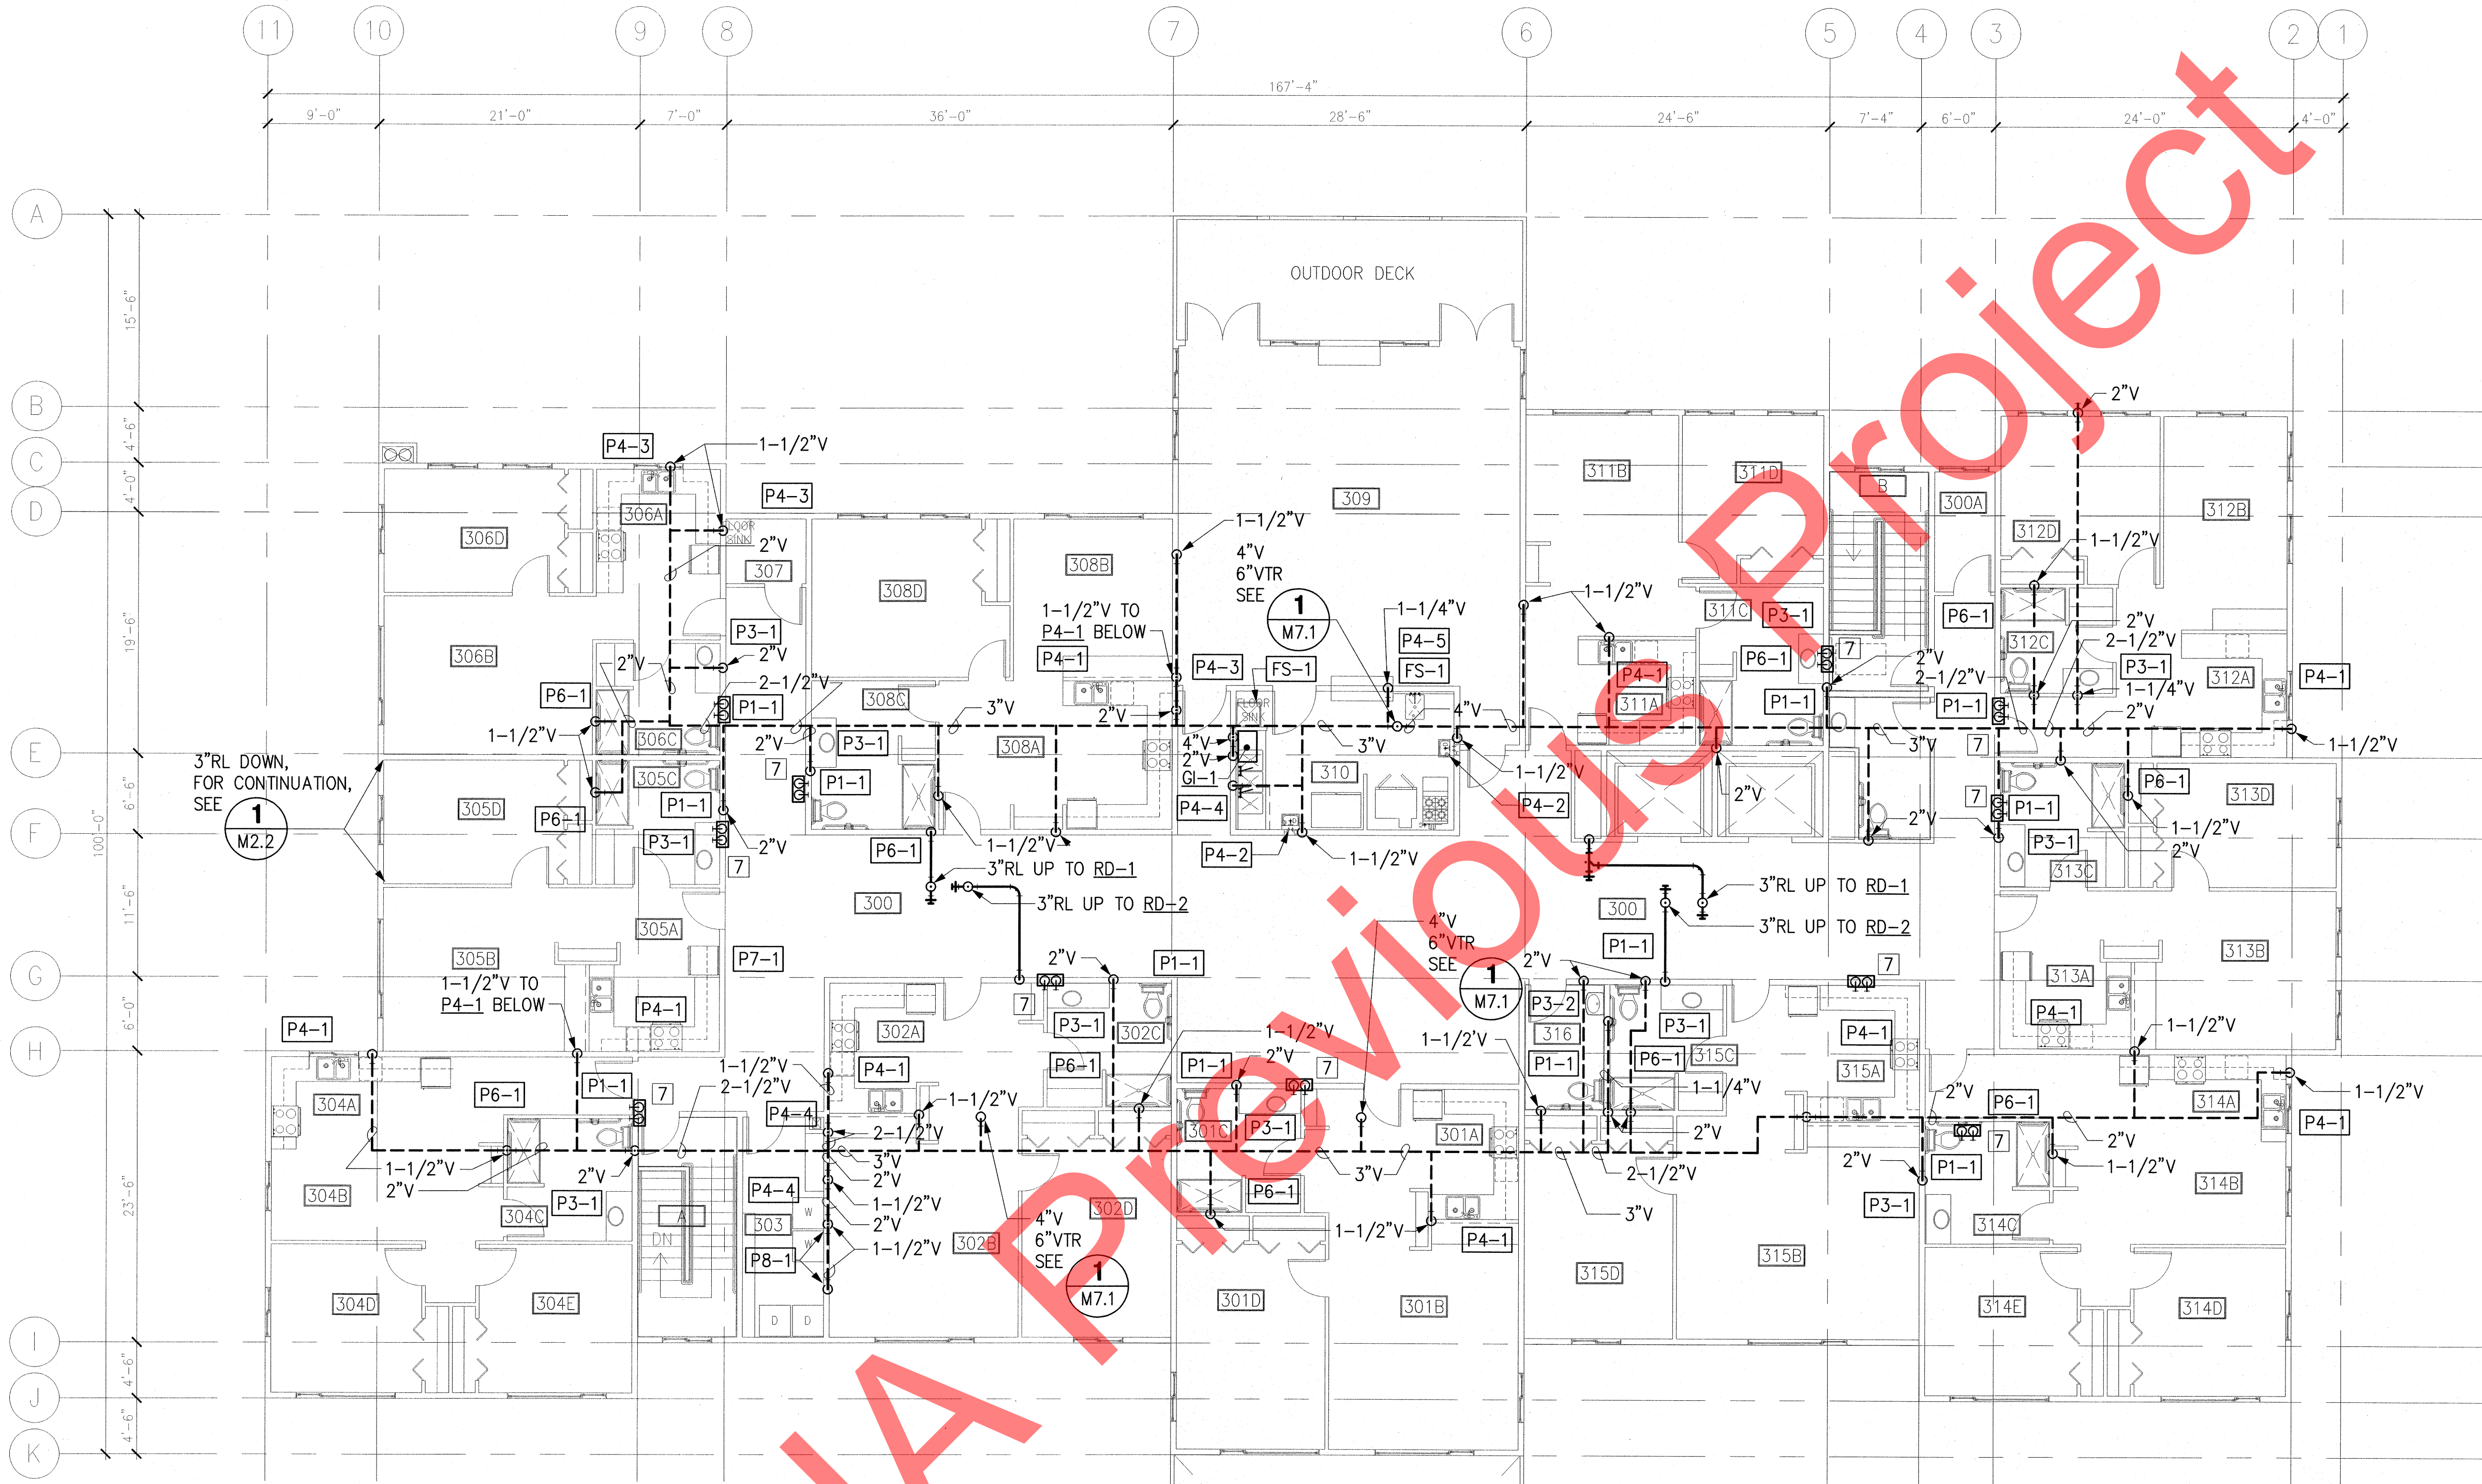 11 10 9 8 7 6 5 4 3 2 1
167'-4"
9'-0" 21'-0" 7'-0" 36'-0" 28'-6" 24'-6" 7'-4" 6'-0" 24'-0" 4'-0"
A
B
C
D
E
F
G
H
I
J
K
15'-6"
4'-6"
4'-0"
19'-6"
6'-6"
11'-6"
6'-0"
23'-6"
4'-6"
4'-6"
100'-0"
OUTDOOR DECK
P4-3
1-1/2"V
306A
306D
P4-3
FLOOR
SINK
2"V
307
308D
308B
1-1/2"V TO
P4-1 BELOW
P4-1
P3-1
2"V
306B
2"V
2-1/2"V
P6-1
P1-1
308C
3"V
2"V
1-1/2"V
306C
2"V
P3-1
308A
7
305C
P1-1
305D
P6-1
P1-1
P3-1
2"V
7
P6-1
1-1/2"V
3"RL DOWN,
FOR CONTINUATION,
SEE
1
M2.2
3"RL UP TO RD-1
300
3"RL UP TO RD-2
305A
305B
P7-1
1-1/2"V TO
P4-1 BELOW
P4-1
309
1-1/2"V
4"V
6"VTR
SEE
1
M7.1
1-1/4"V
P4-5
P4-3
FS-1
FS-1
FLOOR
SINK
4"V
3"V
4"V
2"V
GI-1
310
1-1/2"V
P4-4
P4-2
P4-2
1-1/2"V
311B
311D
B
300A
1-1/2"V
311C
P3-1
P4-1
P6-1
7
311A
P1-1
2"V
2"V
3"V
2"V
300
3"RL UP TO RD-1
3"RL UP TO RD-2
2"V
312D
312B
1-1/2"V
P6-1
312C
2"V
2-1/2"V
P3-1
312A
P4-1
2-1/2"V
1-1/4"V
P1-1
2"V
1-1/2"V
7
P6-1
313D
7
P1-1
1-1/2"V
P3-1
2"V
313C
313B
313A
P4-1
1-1/2"V
P4-1
304A
P6-1
P1-1
7
2-1/2"V
1-1/2"V
2"V
2"V
304B
304C
P3-1
304D
304E
A
DN
2"V
P1-1
7
302A
P3-1
302C
1-1/2"V
P4-1
P6-1
1-1/2"V
P4-4
1-1/2"V
2-1/2"V
3"V
2"V
P4-4
1-1/2"V
303
W
2"V
W
1-1/2"V
P8-1
D D
302B
302D
4"V
6"VTR
SEE
1
M7.1
P1-1
2"V
7
301C
P3-1
301A
3"V
P6-1
1-1/2"V
P4-1
301D
301B
4"V
6"VTR
SEE
1
M7.1
P1-1
2"V
P3-2
316
P3-1
1-1/2'V
P1-1
P6-1
315C
1-1/4"V
2"V
2-1/2"V
3"V
7
P4-1
315A
315D
315B
2"V
P6-1
314A
1-1/2"V
P4-1
7
2"V
2"V
P1-1
1-1/2"V
P3-1
314B
314C
314E
314D
NA Previous Project